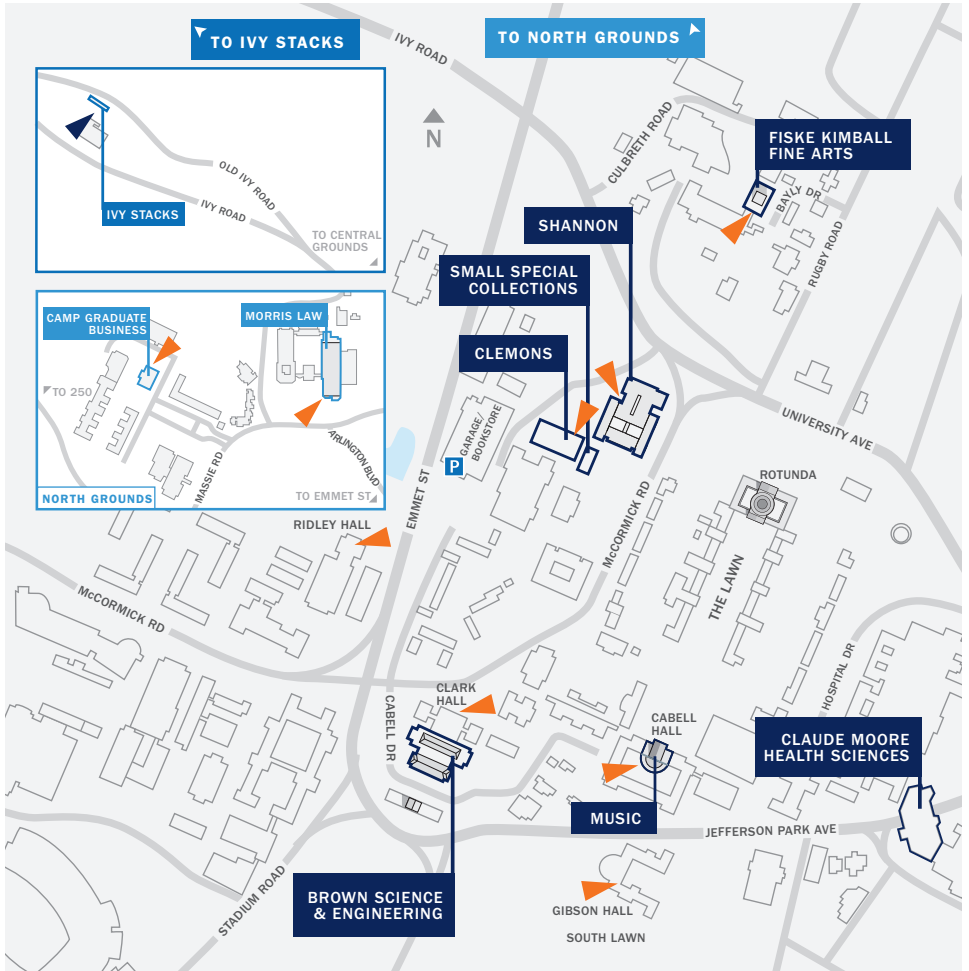 TO IVY STACKS
TO NORTH GROUNDS
IVY ROAD
N
CULBRETH ROAD
FISKE KIMBALL
FINE ARTS
BAYLY DR
RUGBY ROAD
OLD IVY ROAD
IVY ROAD
IVY STACKS
TO CENTRAL
GROUNDS
SHANNON
SMALL SPECIAL
COLLECTIONS
CLEMONS
CAMP GRADUATE
BUSINESS
MORRIS LAW
TO 250
MASSIE RD
ARLINGTON BLVD
TO EMMET ST
NORTH GROUNDS
GARAGE/
BOOKSTORE
P
EMMET ST
UNIVERSITY AVE
ROTUNDA
RIDLEY HALL
McCORMICK RD
THE LAWN
McCORMICK RD
HOSPITAL DR
CLARK
HALL
CABELL DR
CABELL
HALL
CLAUDE MOORE
HEALTH SCIENCES
MUSIC
JEFFERSON PARK AVE
BROWN SCIENCE
& ENGINEERING
STADIUM ROAD
GIBSON HALL
SOUTH LAWN